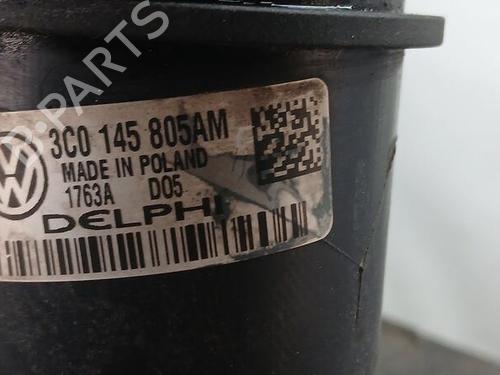 B-PARTS
3C0 145 805AM
MADE IN POLAND
1763A D05
DELPHI